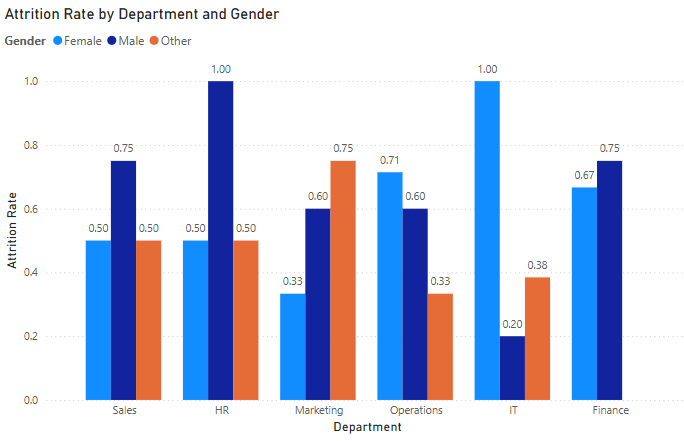 Attrition Rate by Department and Gender
Gender Female Male Other
1.00 1.00
1.0
0.8
0.75 0.75 0.75
0.71
0.67
0.60 0.60
0.6
0.50 0.50 0.50 0.50
0.4
0.38
0.33 0.33
0.2
0.20
0.0
Attrition Rate
Sales HR Marketing Operations IT Finance
Department